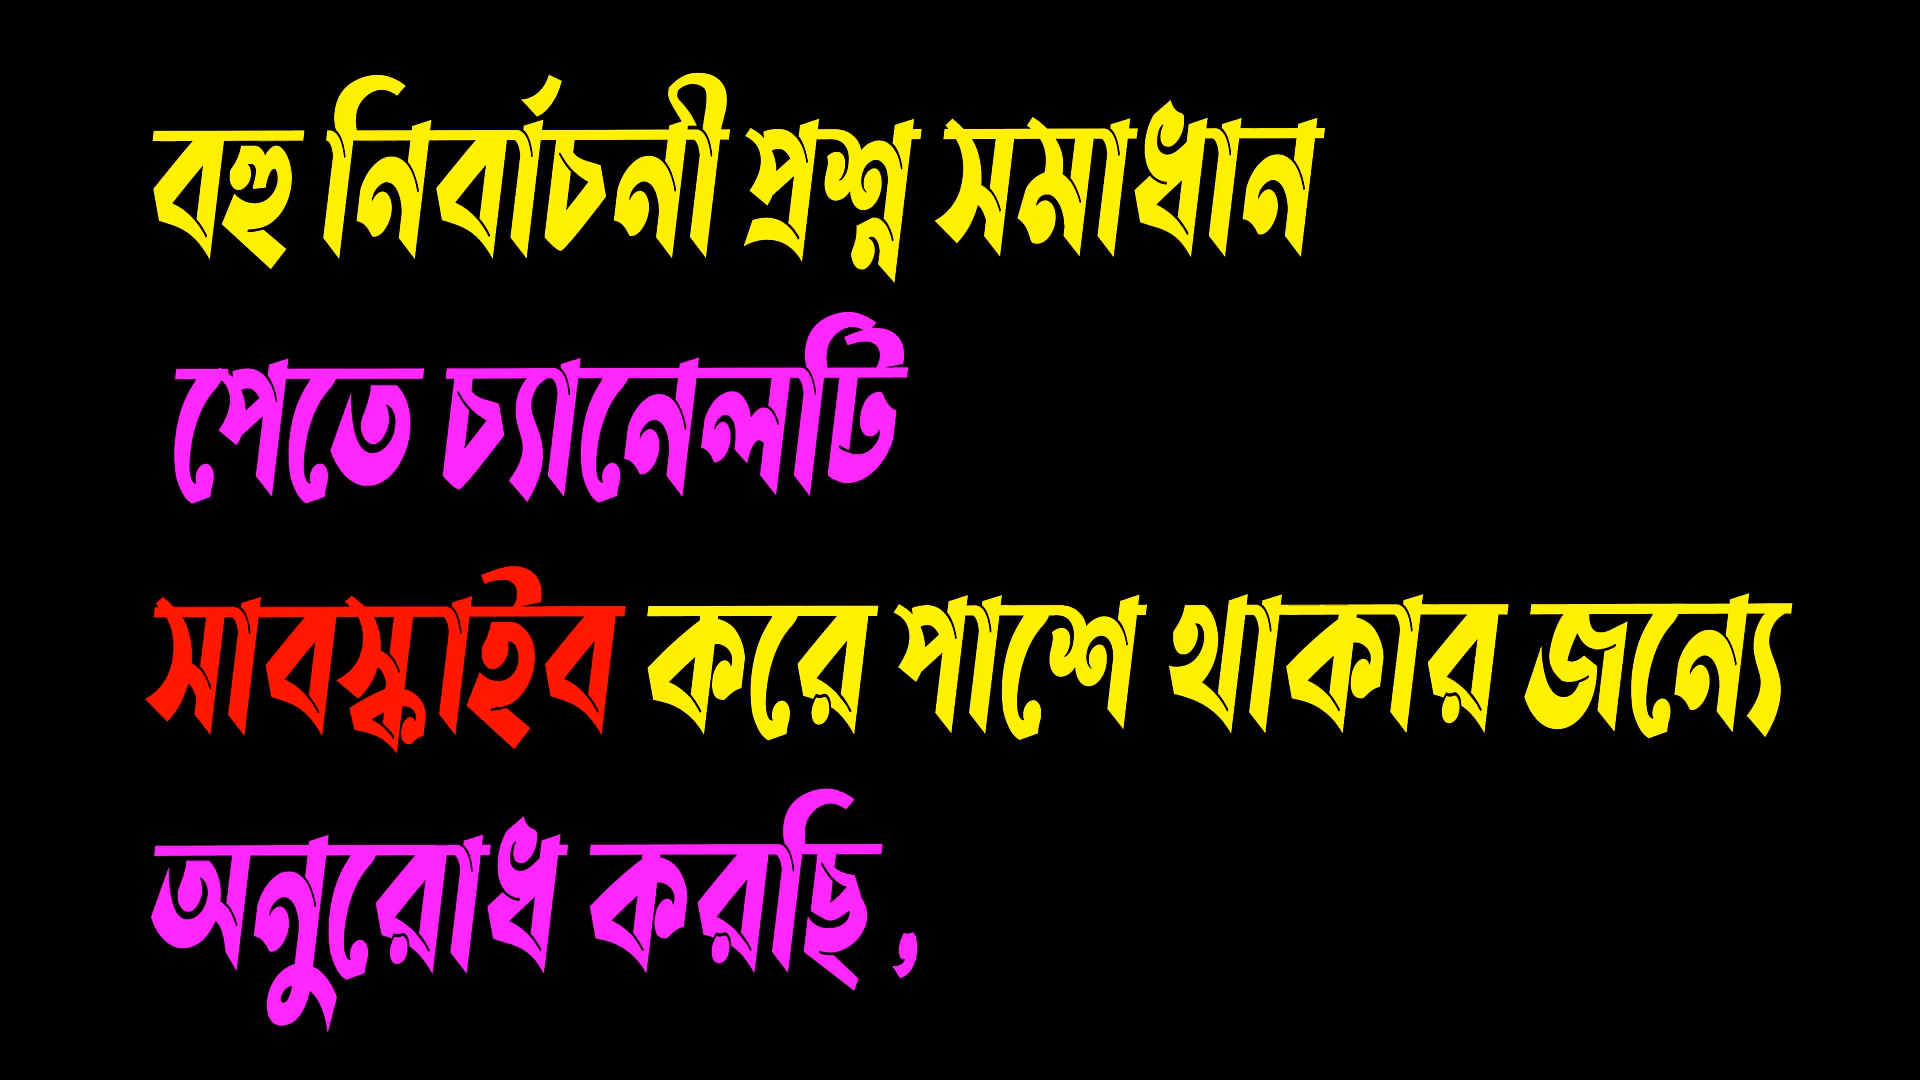 বহু নির্বাচনী প্রশ্ন সমাধান
পেতে চ্যানেলটি
সাবস্কাইব করে পাশে থাকার জন্যে
অনুরোধ করছি ,